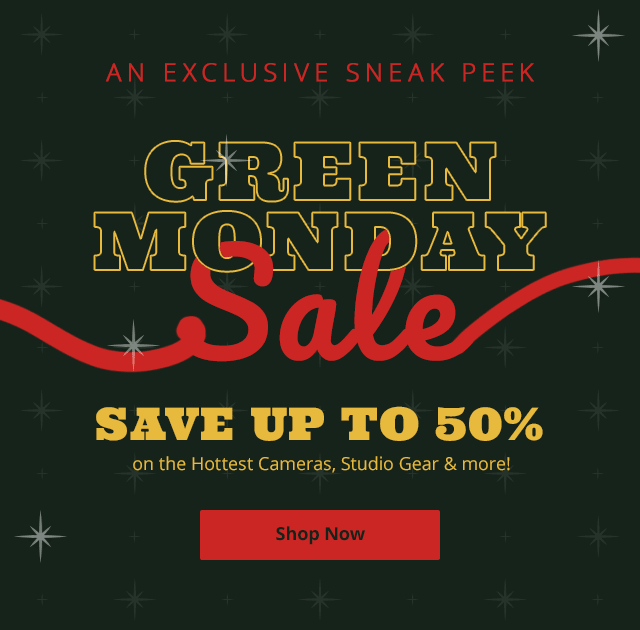 AN EXCLUSIVE SNEAK PEEK
GREEN
MONDAY
Sale
SAVE UP TO 50%
on the Hottest Cameras, Studio Gear & more!
Shop Now